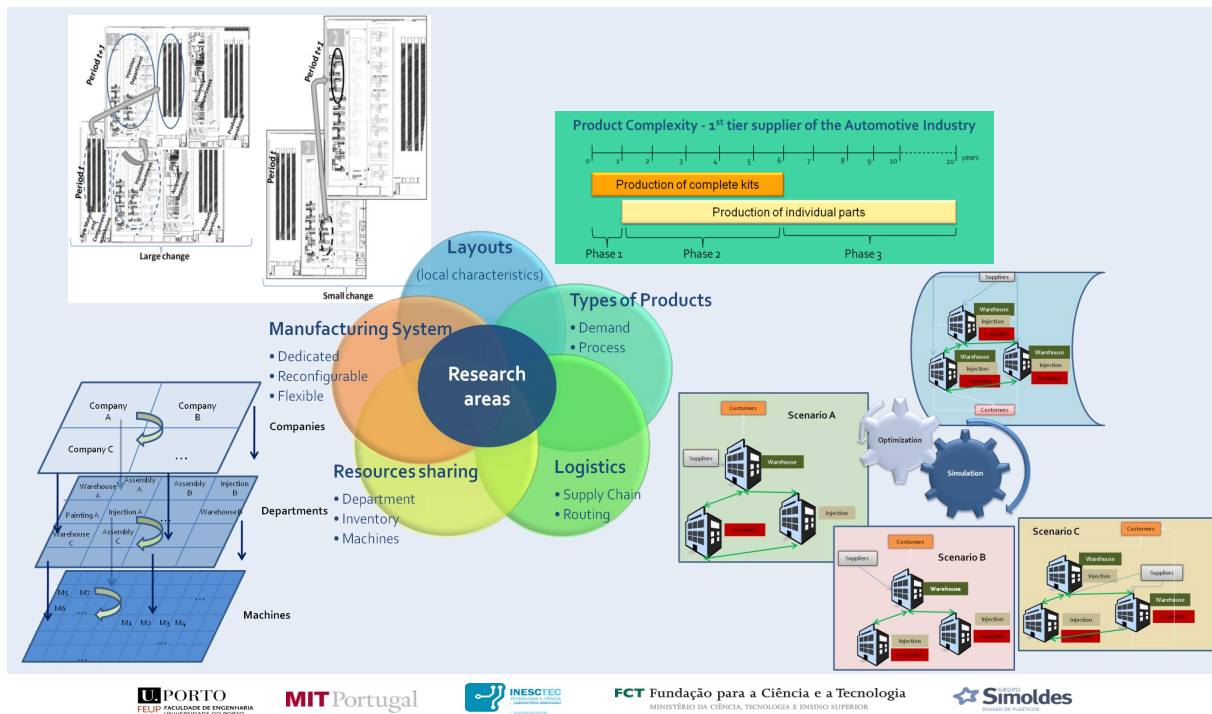 Period t+1
Injection
Department
Period t
Large change
Period t+1
Period t
Small change
Product Complexity - 1st tier supplier of the Automotive Industry
0 1 2 3 4 5 6 7 8 9 10 20 years
Production of complete kits
Production of individual parts
Phase 1 Phase 2 Phase 3
Layouts
(local characteristics)
Types of Products
• Demand
• Process
Manufacturing System
• Dedicated
• Reconfigurable
• Flexible
Research
areas
Resources sharing
• Department
• Inventory
• Machines
Logistics
• Supply Chain
• Routing
Company
A
Company
B
Company C
...
Companies
Warehouse
A
Assembly
A
Assembly
B
Injection
B
Painting A
Injection A
...
Warehouse B
Warehouse
C
Assembly
C
Departments
M5 M7
M6
...
...
M1 M2 M3 M4
...
...
Machines
Suppliers
Warehouse
Injection
Warehouse
Injection
Warehouse
Injection
Customers
Optimization
Simulation
Scenario A
Customers
Suppliers
Warehouse
Injection
Scenario B
Customers
Suppliers
Warehouse
Injection
Injection
Scenario C
Customers
Warehouse
Injection
Suppliers
Warehouse
Injection
U. PORTO
FEUP FACULDADE DE ENGENHARIA
UNIVERSIDADE DO PORTO
MIT Portugal
INESCTEC
TECNOLOGIA E CIÊNCIA
LABORATÓRIO ASSOCIADO
FCT Fundação para a Ciência e a Tecnologia
MINISTÉRIO DA CIÊNCIA, TECNOLOGIA E ENSINO SUPERIOR
GRUPO
Simoldes
DIVISÃO DE PLÁSTICOS